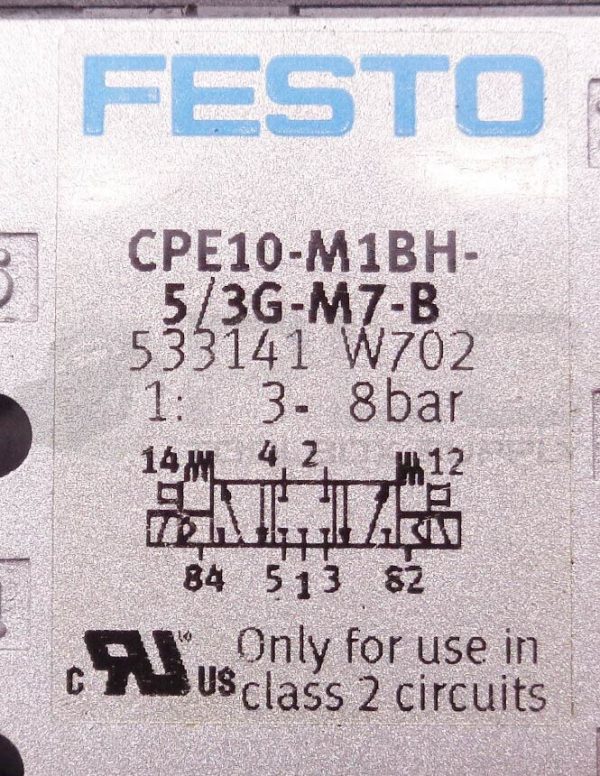 FESTO
CPE10-M1BH-
5/3G-M7-B
533141 W702
1: 3- 8bar
14 4 2 12
84 5 1 3 82
c RU US Only for use in
class 2 circuits